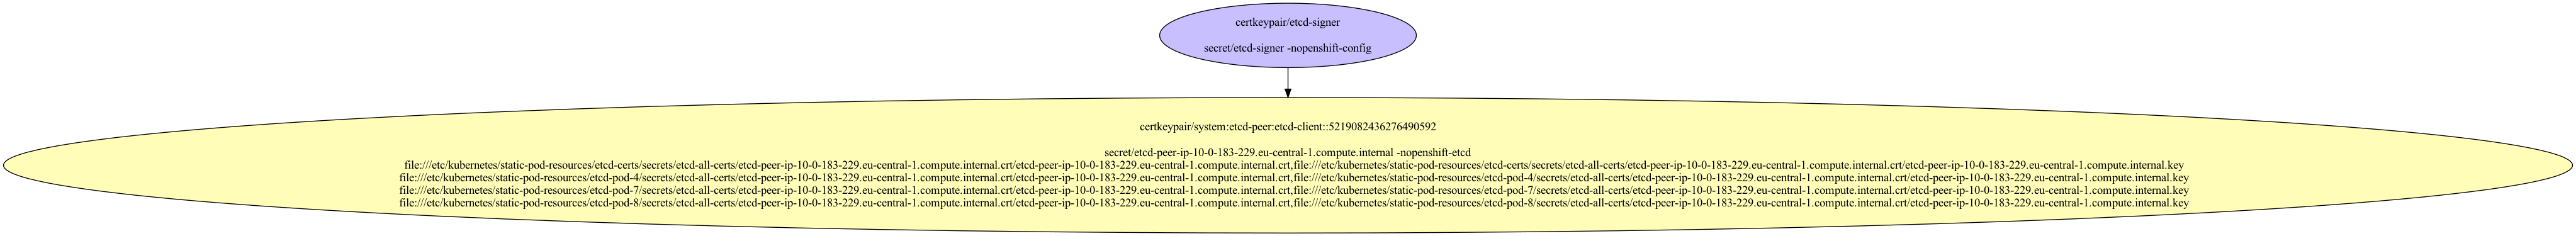 certkeypair/etcd-signer
secret/etcd-signer -nopenshift-config
certkeypair/system:etcd-peer:etcd-client::5219082436276490592
secret/etcd-peer-ip-10-0-183-229.eu-central-1.compute.internal -nopenshift-etcd
file:///etc/kubernetes/static-pod-resources/etcd-certs/secrets/etcd-all-certs/etcd-peer-ip-10-0-183-229.eu-central-1.compute.internal.crt/etcd-peer-ip-10-0-183-229.eu-central-1.compute.internal.crt,file:///etc/kubernetes/static-pod-resources/etcd-certs/secrets/etcd-all-certs/etcd-peer-ip-10-0-183-229.eu-central-1.compute.internal.crt/etcd-peer-ip-10-0-183-229.eu-central-1.compute.internal.key
file:///etc/kubernetes/static-pod-resources/etcd-pod-4/secrets/etcd-all-certs/etcd-peer-ip-10-0-183-229.eu-central-1.compute.internal.crt/etcd-peer-ip-10-0-183-229.eu-central-1.compute.internal.crt,file:///etc/kubernetes/static-pod-resources/etcd-pod-4/secrets/etcd-all-certs/etcd-peer-ip-10-0-183-229.eu-central-1.compute.internal.crt/etcd-peer-ip-10-0-183-229.eu-central-1.compute.internal.key
file:///etc/kubernetes/static-pod-resources/etcd-pod-7/secrets/etcd-all-certs/etcd-peer-ip-10-0-183-229.eu-central-1.compute.internal.crt/etcd-peer-ip-10-0-183-229.eu-central-1.compute.internal.crt,file:///etc/kubernetes/static-pod-resources/etcd-pod-7/secrets/etcd-all-certs/etcd-peer-ip-10-0-183-229.eu-central-1.compute.internal.crt/etcd-peer-ip-10-0-183-229.eu-central-1.compute.internal.key
file:///etc/kubernetes/static-pod-resources/etcd-pod-8/secrets/etcd-all-certs/etcd-peer-ip-10-0-183-229.eu-central-1.compute.internal.crt/etcd-peer-ip-10-0-183-229.eu-central-1.compute.internal.crt,file:///etc/kubernetes/static-pod-resources/etcd-pod-8/secrets/etcd-all-certs/etcd-peer-ip-10-0-183-229.eu-central-1.compute.internal.crt/etcd-peer-ip-10-0-183-229.eu-central-1.compute.internal.key